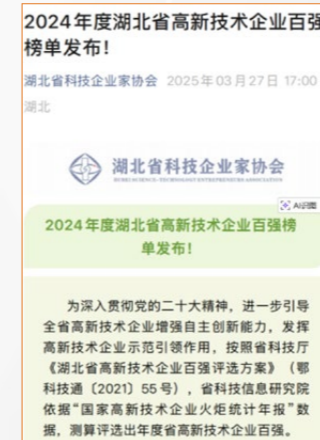 2024年度湖北省高新技术企业百强
榜单发布！
湖北省科技企业家协会 2025年03月27日 17:00
湖北
湖北省科技企业家协会
HUBEI SCIENCE-TECHNOLOGY ENTREPRENEURS ASSOCIATION
AI识图
2024年度湖北省高新技术企业百强榜
单发布！
为深入贯彻党的二十大精神，进一步引导
全省高新技术企业增强自主创新能力，发挥
高新技术企业示范引领作用，按照省科技厅
《湖北省高新技术企业百强评选方案》（鄂
科技通〔2021〕55号），省科技信息研究院
依据“国家高新技术企业火炬统计年报”数
据，测算评选出年度省高新技术企业百强。